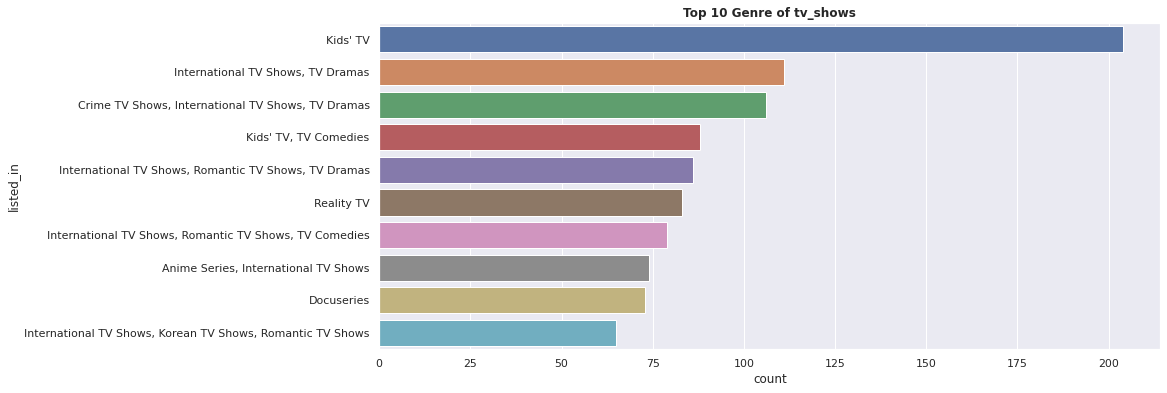 Top 10 Genre of tv_shows
listed_in
Kids' TV
International TV Shows, TV Dramas
Crime TV Shows, International TV Shows, TV Dramas
Kids' TV, TV Comedies
International TV Shows, Romantic TV Shows, TV Dramas
Reality TV
International TV Shows, Romantic TV Shows, TV Comedies
Anime Series, International TV Shows
Docuseries
International TV Shows, Korean TV Shows, Romantic TV Shows
0 25 50 75 100 125 150 175 200
count